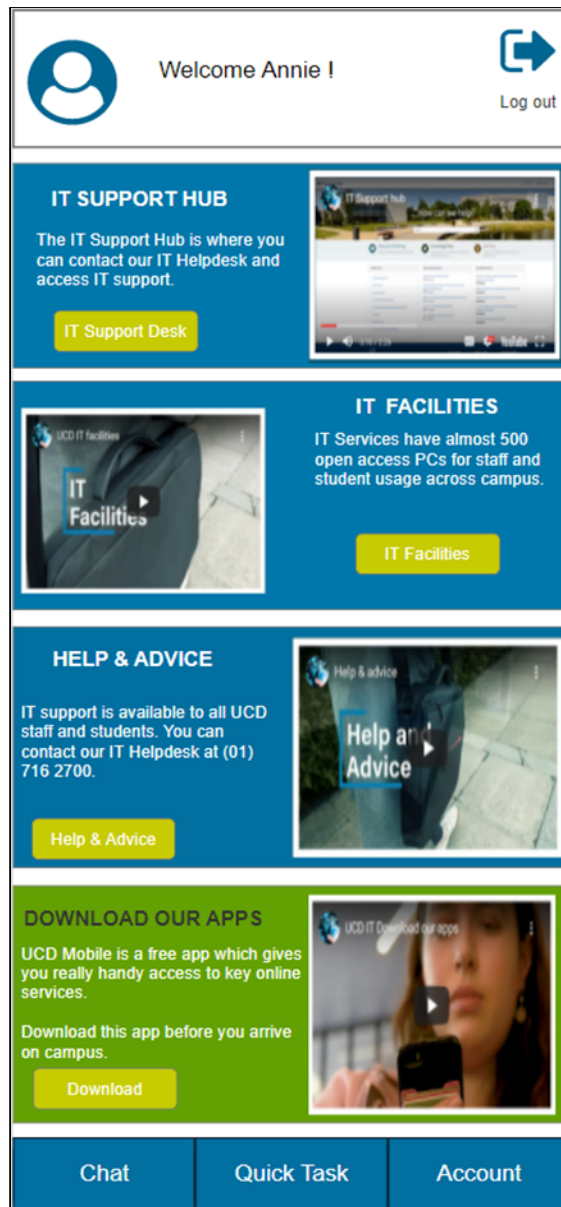 Welcome Annie !
Log out
IT SUPPORT HUB
The IT Support Hub is where you
can contact our IT Helpdesk and
access IT support.
IT Support Desk
IT Support hub
How can we help?
YouTube
UCD IT facilities
IT
Facilities
IT FACILITIES
IT Services have almost 500
open access PCs for staff and
student usage across campus.
IT Facilities
HELP & ADVICE
IT support is available to all UCD
staff and students. You can
contact our IT Helpdesk at (01)
716 2700.
Help & Advice
Help & advice
Help and
Advice
DOWNLOAD OUR APPS
UCD Mobile is a free app which gives
you really handy access to key online
services.
Download this app before you arrive
on campus.
Download
UCD IT Download our apps
Chat
Quick Task
Account